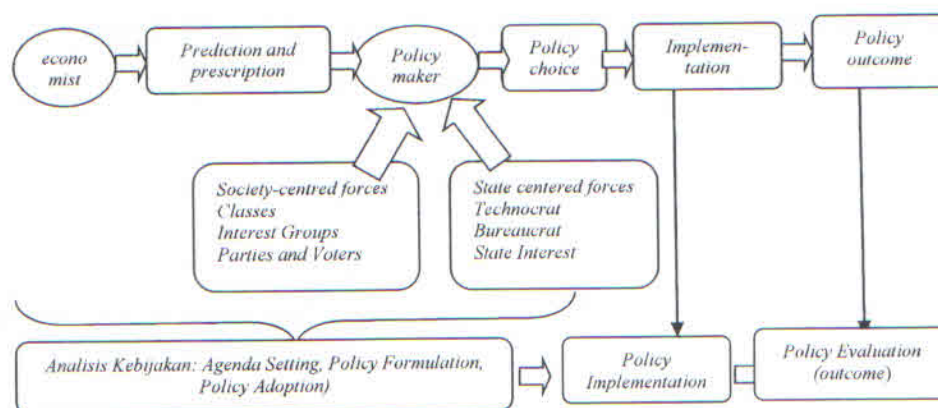 econo
mist
Prediction and
prescription
Policy
maker
Policy
choice
Implemen-
tation
Policy
outcome
Society-centred forces
Classes
Interest Groups
Parties and Voters
State centered forces
Technocrat
Bureaucrat
State Interest
Analisis Kebijakan: Agenda Setting, Policy Formulation,
Policy Adoption)
Policy
Implementation
Policy Evaluation
(outcome)